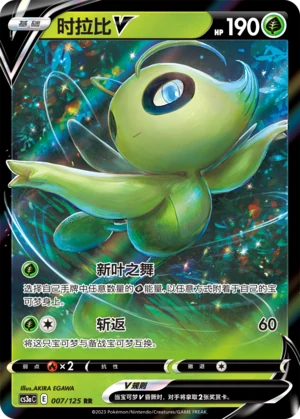 基础 时拉比V HP190
新叶之舞
选择自己手牌中任意数量的能量,以任意方式附着于自己的宝
可梦身上。
斩返 60
将这只宝可梦与备战宝可梦互换。
弱点 ×2 抗性 撤退
Illus.AKIRA EGAWA
CS3aC E 007/125 RR
V规则
当宝可梦V昏厥时,对手将拿取2张奖赏卡。
©2023 Pokémon/Nintendo/Creatures/GAME FREAK.